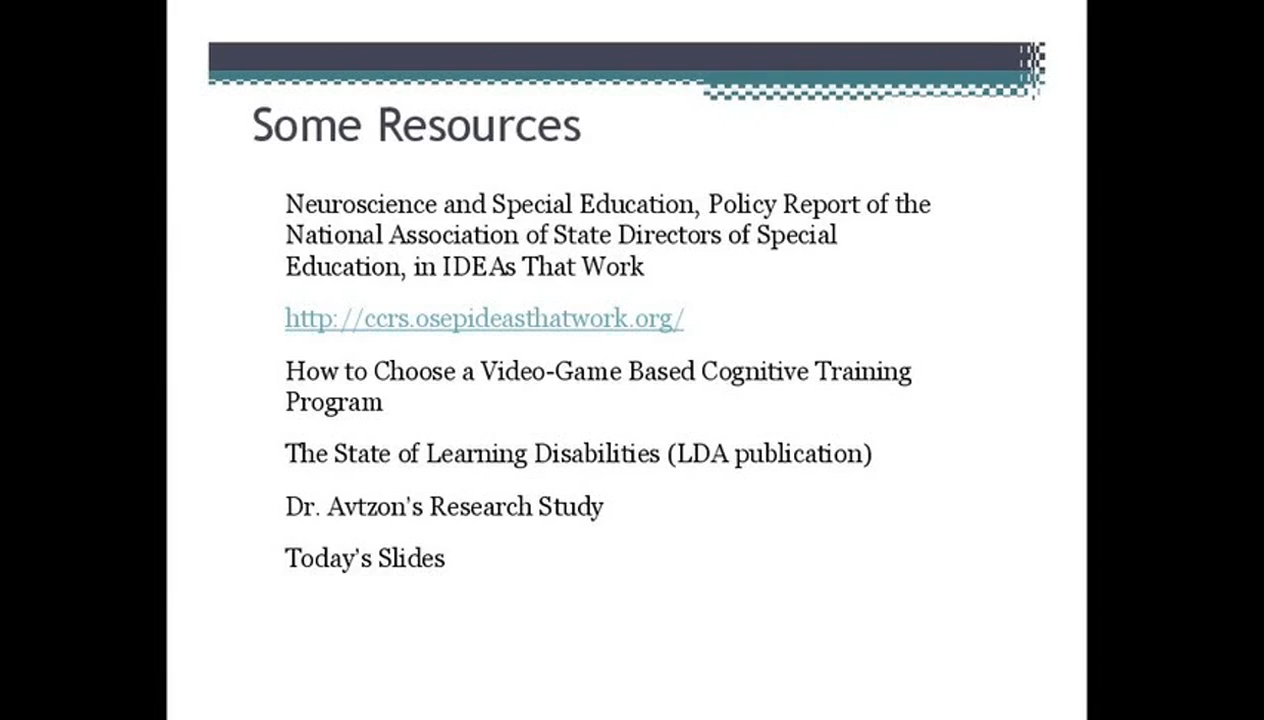 Some Resources
Neuroscience and Special Education, Policy Report of the
National Association of State Directors of Special
Education, in IDEAs That Work
http://ccrs.osepideasthatwork.org/
How to Choose a Video-Game Based Cognitive Training
Program
The State of Learning Disabilities (LDA publication)
Dr. Avtzon's Research Study
Today's Slides